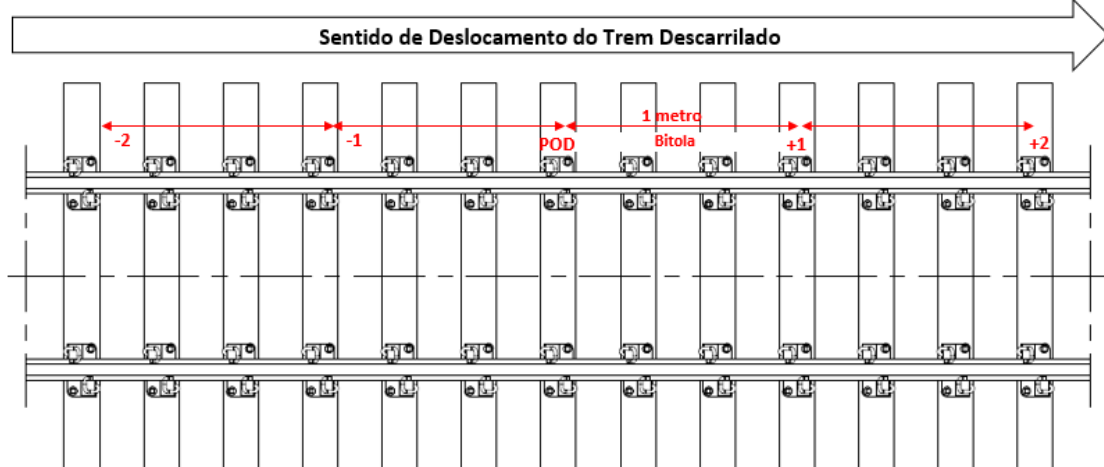 Sentido de Deslocamento do Trem Descarrilado
1 metro
-2 -1 POD Bitola +1 +2